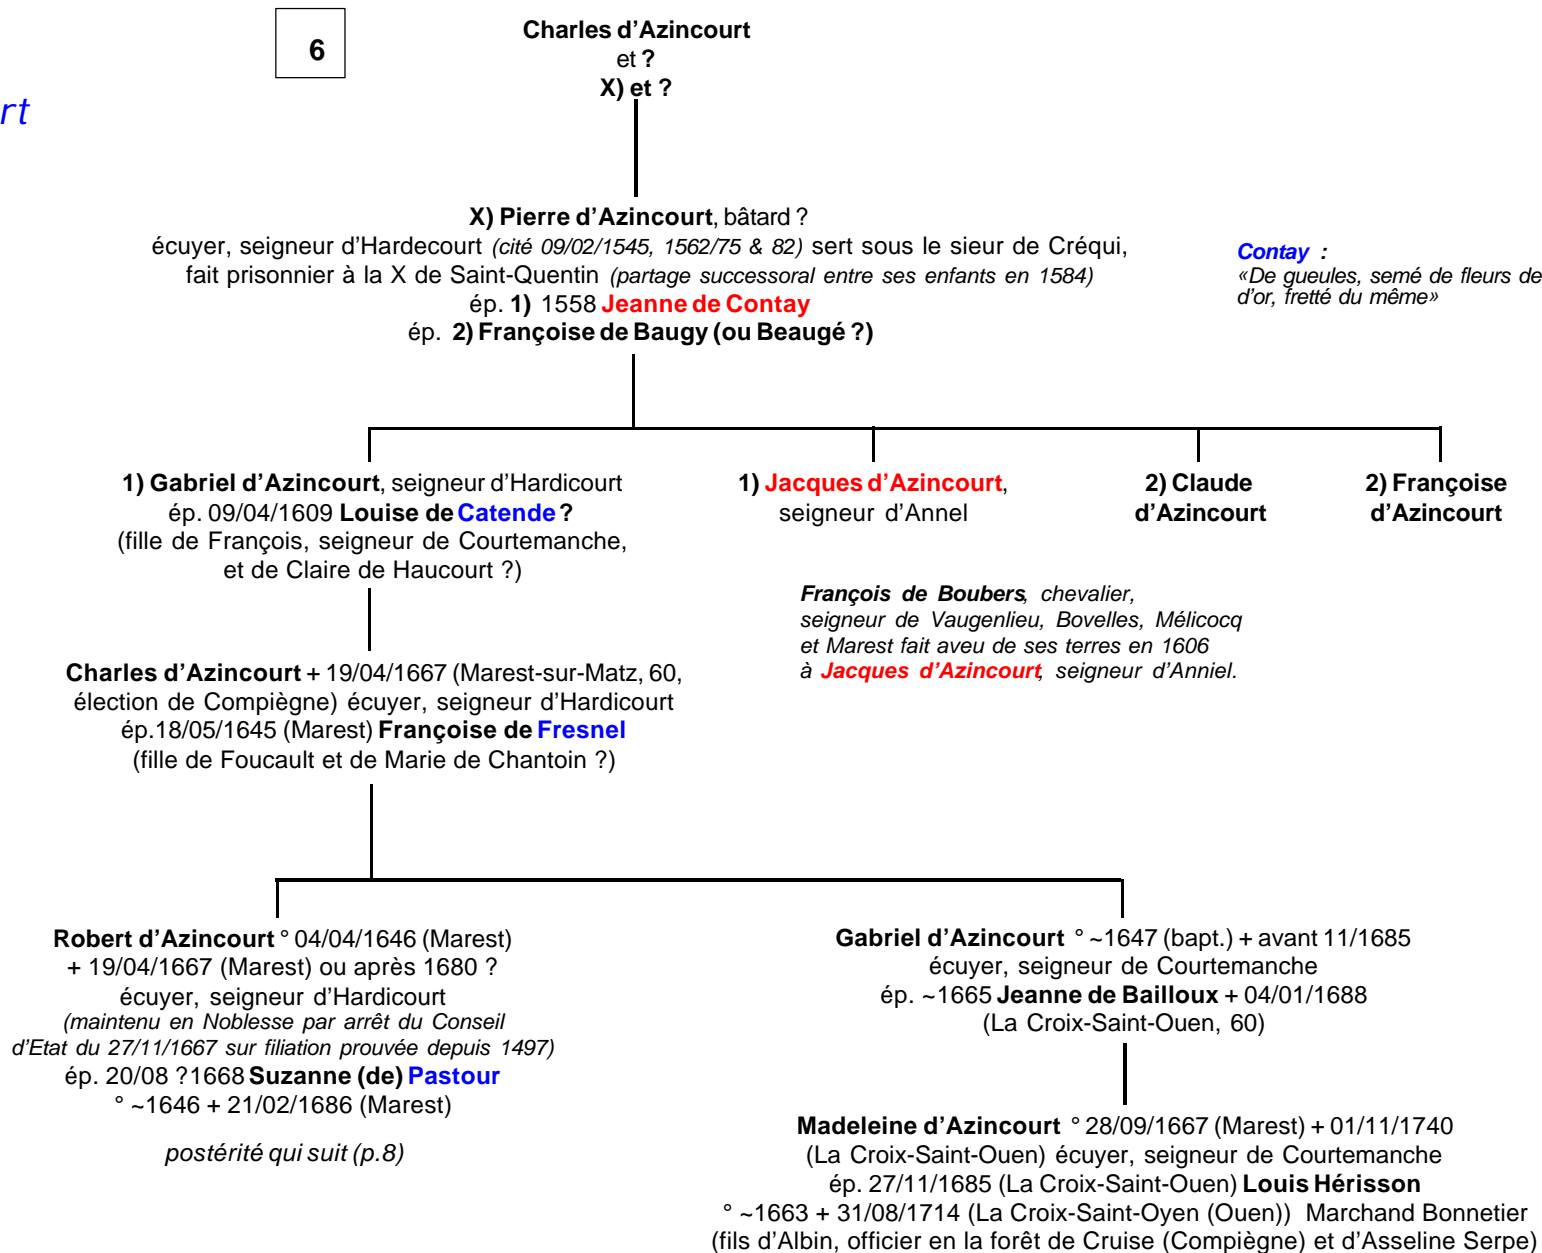 6
rt
Charles d’Azincourt
et ?
X) et ?
X) Pierre d’Azincourt, bâtard ?
écuyer, seigneur d’Hardecourt (cité 09/02/1545, 1562/75 & 82) sert sous le sieur de Créqui,
fait prisonnier à la X de Saint-Quentin (partage successoral entre ses enfants en 1584)
ép. 1) 1558 Jeanne de Contay
ép. 2) Françoise de Baugy (ou Beaugé ?)
Contay :
«De gueules, semé de fleurs de
d’or, fretté du même»
1) Gabriel d’Azincourt, seigneur d’Hardicourt
ép. 09/04/1609 Louise de Catende ?
(fille de François, seigneur de Courtemanche,
et de Claire de Haucourt ?)
1) Jacques d’Azincourt,
seigneur d’Annel
2) Claude
d’Azincourt
2) Françoise
d’Azincourt
François de Boubers, chevalier,
seigneur de Vaugenlieu, Bovelles, Mélicocq
et Marest fait aveu de ses terres en 1606
à Jacques d’Azincourt, seigneur d’Anniel.
Charles d’Azincourt + 19/04/1667 (Marest-sur-Matz, 60,
élection de Compiègne) écuyer, seigneur d’Hardicourt
ép.18/05/1645 (Marest) Françoise de Fresnel
(fille de Foucault et de Marie de Chantoin ?)
Robert d’Azincourt ° 04/04/1646 (Marest)
+ 19/04/1667 (Marest) ou après 1680 ?
écuyer, seigneur d’Hardicourt
(maintenu en Noblesse par arrêt du Conseil
d’Etat du 27/11/1667 sur filiation prouvée depuis 1497)
ép. 20/08 ?1668 Suzanne (de) Pastour
° ~1646 + 21/02/1686 (Marest)
postérité qui suit (p.8)
Gabriel d’Azincourt ° ~1647 (bapt.) + avant 11/1685
écuyer, seigneur de Courtemanche
ép. ~1665 Jeanne de Bailloux + 04/01/1688
(La Croix-Saint-Ouen, 60)
Madeleine d’Azincourt ° 28/09/1667 (Marest) + 01/11/1740
(La Croix-Saint-Ouen) écuyer, seigneur de Courtemanche
ép. 27/11/1685 (La Croix-Saint-Ouen) Louis Hérisson
° ~1663 + 31/08/1714 (La Croix-Saint-Oyen (Ouen)) Marchand Bonnetier
(fils d’Albin, officier en la forêt de Cruise (Compiègne) et d’Asseline Serpe)